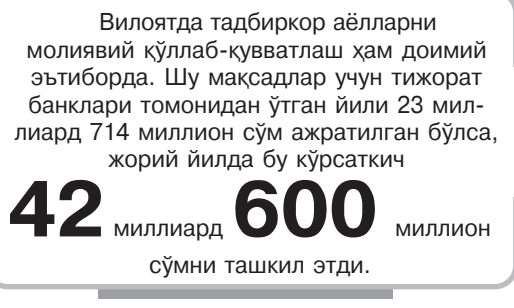 Вилоятда тадбиркор аёлларни
молиявий қўллаб-қувватлаш ҳам доимий
эътиборда. Шу мақсадлар учун тижорат
банклари томонидан ўтган йили 23 мил-
лиард 714 миллион сўм ажратилган бўлса,
жорий йилда бу кўрсаткич
42 миллиард 600 миллион
сўмни ташкил этди.